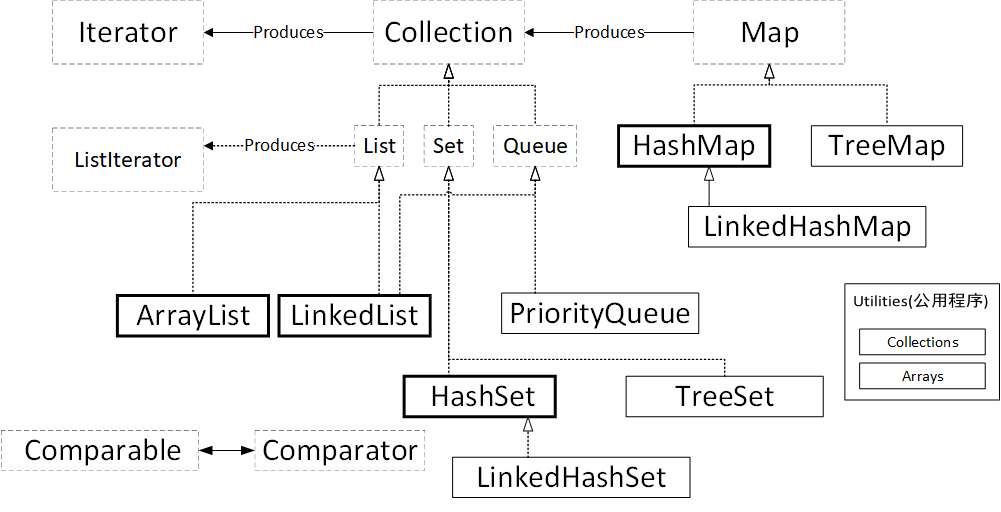 Iterator
Produces
Collection
Produces
Map
ListIterator
Produces
List
Set
Queue
HashMap
TreeMap
LinkedHashMap
ArrayList
LinkedList
PriorityQueue
Utilities(公用程序)
Collections
Arrays
HashSet
TreeSet
Comparable
Comparator
LinkedHashSet